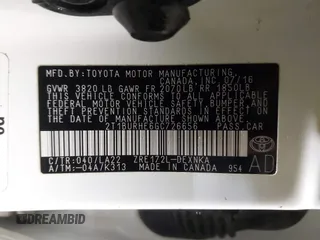 MFD. BY: TOYOTA MOTOR MANUFACTURING
CANADA, INC. 07/16
GVWR 3820 LB GAWR FR 2070LB RR 1850LB
THIS VEHICLE CONFORMS TO ALL APPLICABLE
FEDERAL MOTOR VEHICLE SAFETY, BUMPER, AND
THEFT PREVENTION STANDARDS IN EFFECT ON
THE DATE OF MANUFACTURE SHOWN ABOVE.
2T1BURHE6GC776656
PASS. CAR
C/TR: 040/LA22 ZRE172L-DEXNKA
A/TM: -04A/K313 MADE IN CANADA 954
AD
DREAMBID